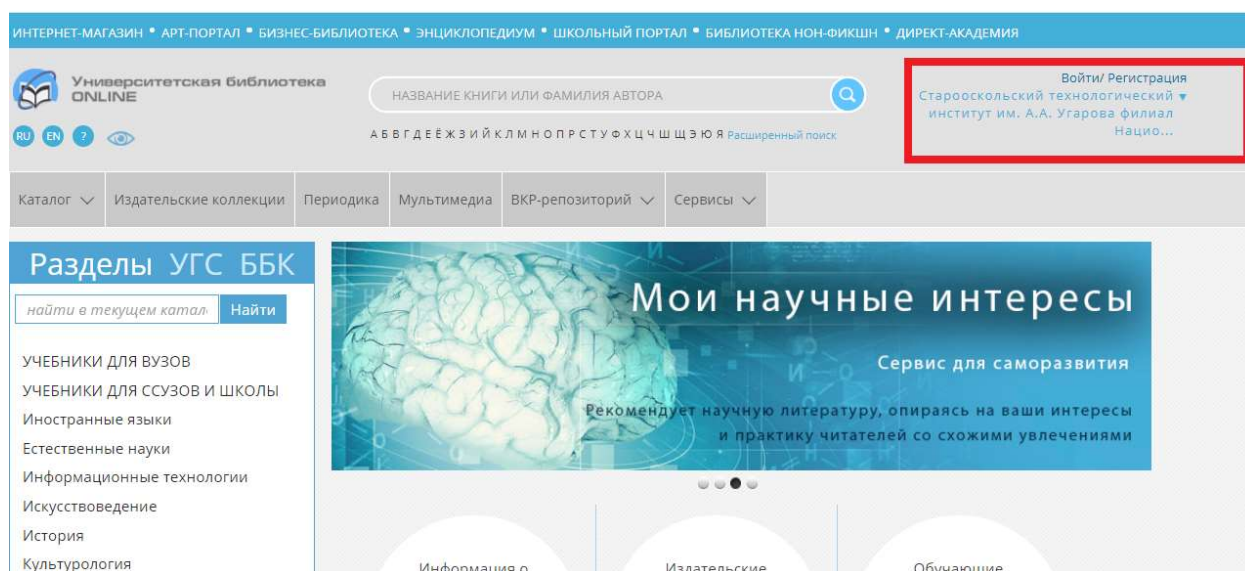 ИНТЕРНЕТ-МАГАЗИН • АРТ-ПОРТАЛ • БИЗНЕС-БИБЛИОТЕКА • ЭНЦИКЛОПЕДИУМ • ШКОЛЬНЫЙ ПОРТАЛ • БИБЛИОТЕКА НОН-ФИКШН • ДИРЕКТ-АКАДЕМИЯ
Университетская библиотека
ONLINE
НАЗВАНИЕ КНИГИ ИЛИ ФАМИЛИЯ АВТОРА
Войти/ Регистрация
Старооскольский технологический
институт им. А.А. Угарова филиал
Нацио...
RU EN ?
А Б В Г Д Е Ё Ж З И Й К Л М Н О П Р С Т У Ф Х Ц Ч Ш Щ Э Ю Я Расширенный поиск
Каталог Издательские коллекции Периодика Мультимедиа ВКР-репозиторий Сервисы
Разделы УГС ББК
найти в текущем катал Найти
УЧЕБНИКИ ДЛЯ ВУЗОВ
УЧЕБНИКИ ДЛЯ ССУЗОВ И ШКОЛЫ
Иностранные языки
Естественные науки
Информационные технологии
Искусствоведение
История
Культурология
Мои научные интересы
Сервис для саморазвития
Рекомендует научную литературу, опираясь на ваши интересы
и практику читателей со схожими увлечениями
Информация о
Издательские
Обучающие